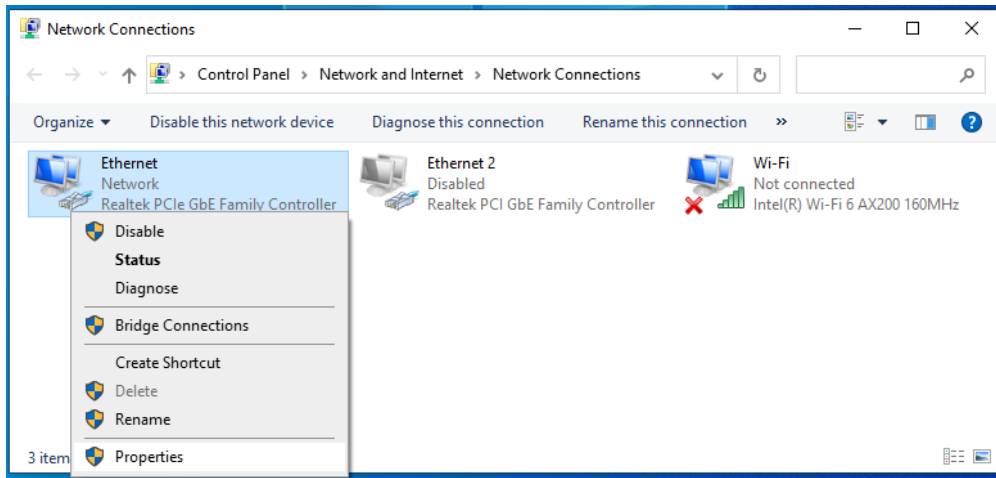 Network Connections
Control Panel › Network and Internet › Network Connections
Organize Disable this network device Diagnose this connection Rename this connection »
Ethernet
Network
Realtek PCIe GbE Family Controller
Ethernet 2
Disabled
Realtek PCI GbE Family Controller
Wi-Fi
Not connected
Intel(R) Wi-Fi 6 AX200 160MHz
Disable
Status
Diagnose
Bridge Connections
Create Shortcut
Delete
Rename
Properties
3 item